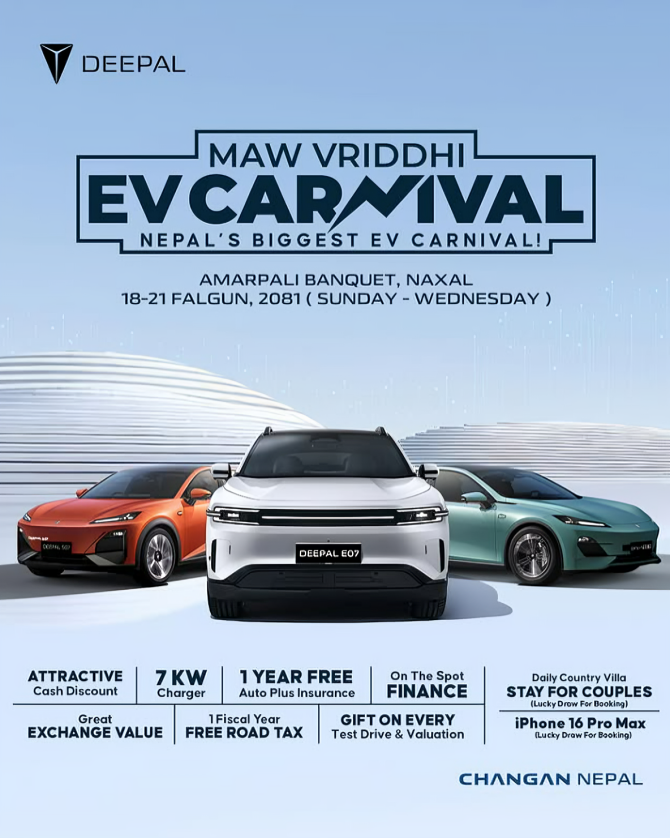 DEEPAL
MAW VRIDDHI
EV CARNIVAL
NEPAL'S BIGGEST EV CARNIVAL!
AMARPALI BANQUET, NAXAL
18-21 FALGUN, 2081 ( SUNDAY - WEDNESDAY )
DEEPAL E07
ATTRACTIVE
Cash Discount
7 KW
Charger
1 YEAR FREE
Auto Plus Insurance
On The Spot
FINANCE
Daily Country Villa
STAY FOR COUPLES
(Lucky Draw For Booking)
Great
EXCHANGE VALUE
1 Fiscal Year
FREE ROAD TAX
GIFT ON EVERY
Test Drive & Valuation
iPhone 16 Pro Max
(Lucky Draw For Booking)
CHANGAN NEPAL